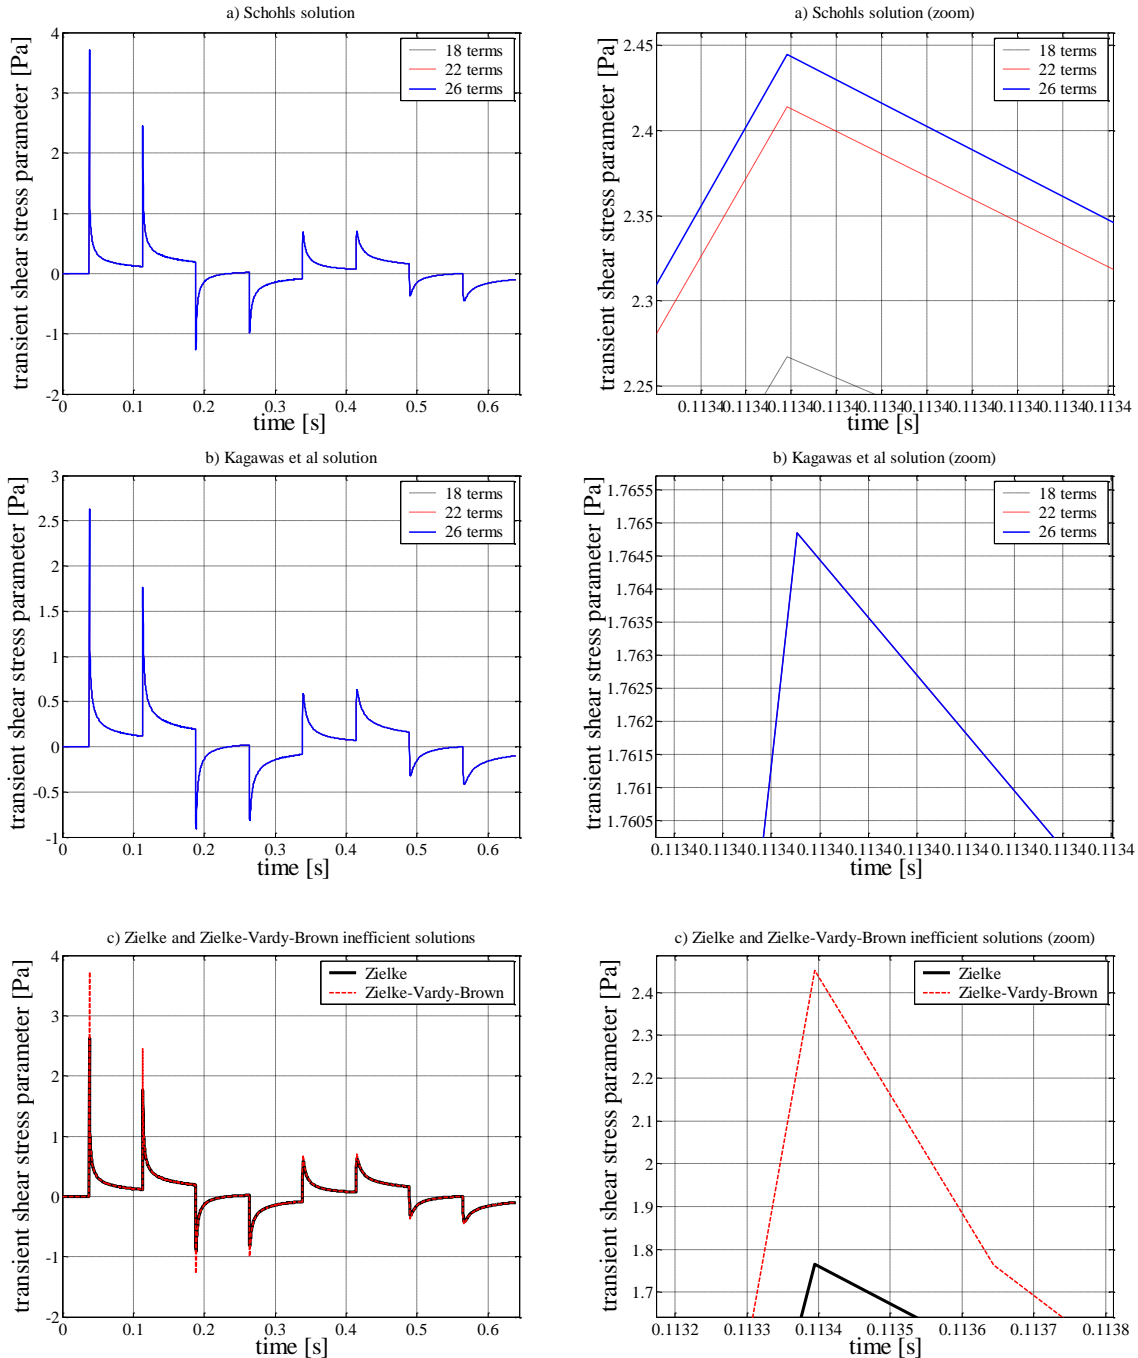 a) Schohls solution
transient shear stress parameter [Pa]
4
3
2
1
0
-1
-2
0 0.1 0.2 0.3 0.4 0.5 0.6
time [s]
18 terms
22 terms
26 terms
a) Schohls solution (zoom)
transient shear stress parameter [Pa]
2.45
2.4
2.35
2.3
2.25
0.1134 0.1134 0.1134 0.1134 0.1134 0.1134 0.1134 0.1134 0.1134 0.1134
time [s]
18 terms
22 terms
26 terms
b) Kagawas et al solution
transient shear stress parameter [Pa]
3
2.5
2
1.5
1
0.5
0
-0.5
-1
0 0.1 0.2 0.3 0.4 0.5 0.6
time [s]
18 terms
22 terms
26 terms
b) Kagawas et al solution (zoom)
transient shear stress parameter [Pa]
1.7655
1.765
1.7645
1.764
1.7635
1.763
1.7625
1.762
1.7615
1.761
1.7605
0.1134 0.1134 0.1134 0.1134 0.1134 0.1134 0.1134 0.1134 0.1134 0.1134
time [s]
18 terms
22 terms
26 terms
c) Zielke and Zielke-Vardy-Brown inefficient solutions
transient shear stress parameter [Pa]
4
3
2
1
0
-1
-2
0 0.1 0.2 0.3 0.4 0.5 0.6
time [s]
Zielke
Zielke-Vardy-Brown
c) Zielke and Zielke-Vardy-Brown inefficient solutions (zoom)
transient shear stress parameter [Pa]
2.4
2.3
2.2
2.1
2
1.9
1.8
1.7
0.1132 0.1133 0.1134 0.1135 0.1136 0.1137 0.1138
time [s]
Zielke
Zielke-Vardy-Brown